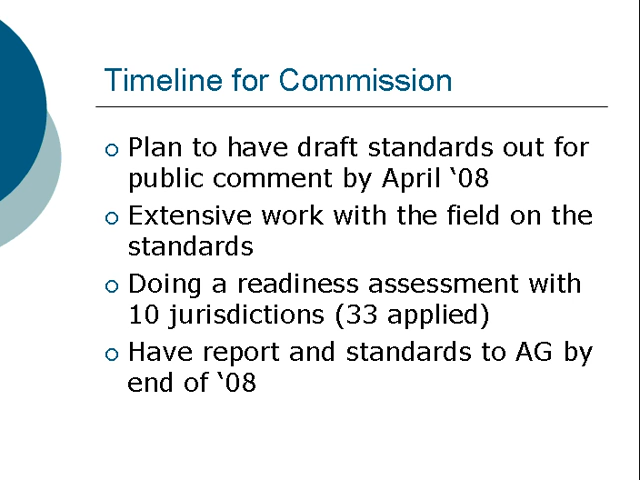 Timeline for Commission
Plan to have draft standards out for
public comment by April ‘08
Extensive work with the field on the
standards
Doing a readiness assessment with
10 jurisdictions (33 applied)
Have report and standards to AG by
end of ‘08